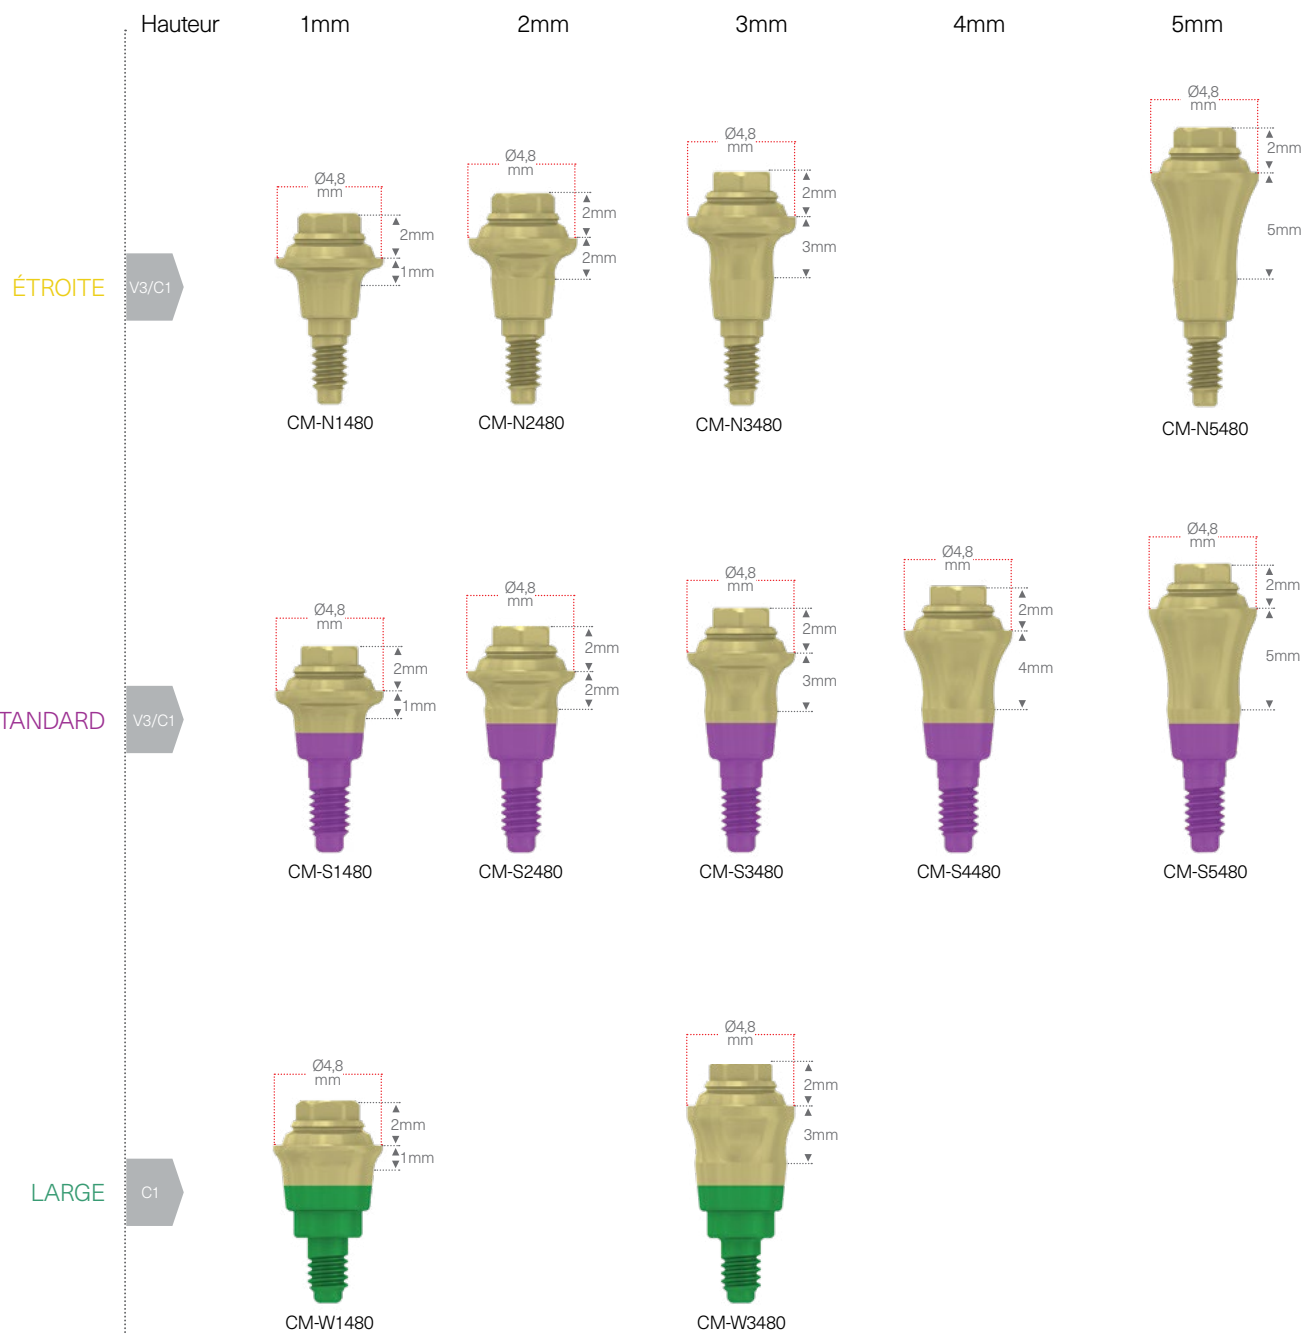 Hauteur 1mm 2mm 3mm 4mm 5mm
Ø4,8 mm
2mm
5mm
Ø4,8 mm
2mm
3mm
Ø4,8 mm
2mm
2mm
Ø4,8 mm
2mm
1mm
ÉTROITE V3/C1
CM-N1480 CM-N2480 CM-N3480 CM-N5480
Ø4,8 mm
2mm
1mm
Ø4,8 mm
2mm
2mm
Ø4,8 mm
2mm
3mm
Ø4,8 mm
2mm
4mm
Ø4,8 mm
2mm
5mm
TANDARD V3/C1
CM-S1480 CM-S2480 CM-S3480 CM-S4480 CM-S5480
Ø4,8 mm
2mm
1mm
Ø4,8 mm
2mm
3mm
LARGE C1
CM-W1480 CM-W3480